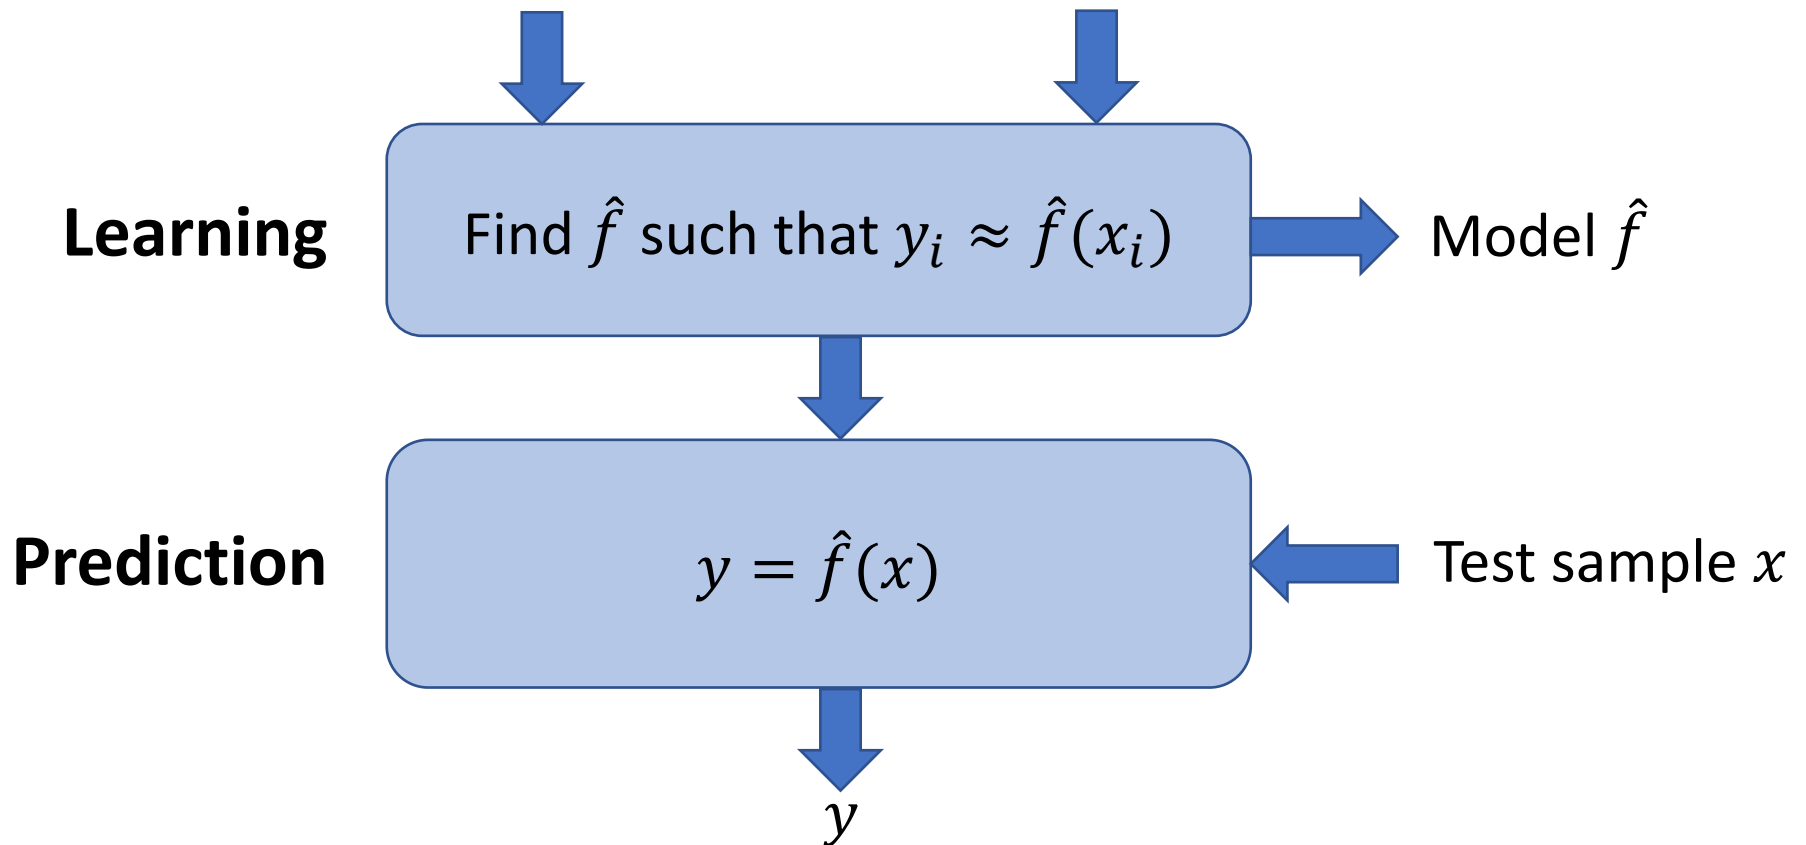 Learning
Find f̂ such that yᵢ ≈ f̂(xᵢ)
Model f̂
Prediction
y = f̂(x)
Test sample x
y